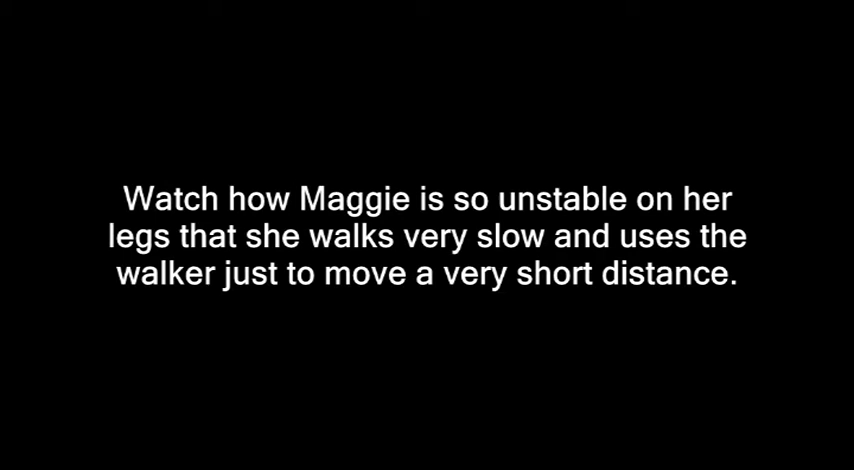 Watch how Maggie is so unstable on her
legs that she walks very slow and uses the
walker just to move a very short distance.